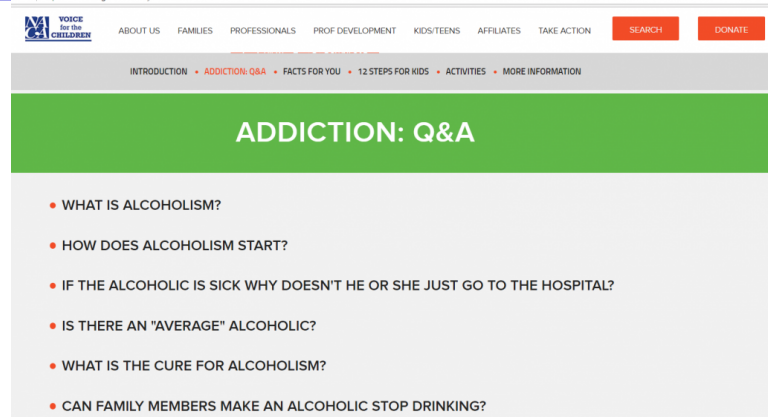 VOICE
for the
CHILDREN
ABOUT US FAMILIES PROFESSIONALS PROF DEVELOPMENT KIDS/TEENS AFFILIATES TAKE ACTION SEARCH DONATE
INTRODUCTION • ADDICTION: Q&A • FACTS FOR YOU • 12 STEPS FOR KIDS • ACTIVITIES • MORE INFORMATION
ADDICTION: Q&A
• WHAT IS ALCOHOLISM?
• HOW DOES ALCOHOLISM START?
• IF THE ALCOHOLIC IS SICK WHY DOESN'T HE OR SHE JUST GO TO THE HOSPITAL?
• IS THERE AN "AVERAGE" ALCOHOLIC?
• WHAT IS THE CURE FOR ALCOHOLISM?
• CAN FAMILY MEMBERS MAKE AN ALCOHOLIC STOP DRINKING?